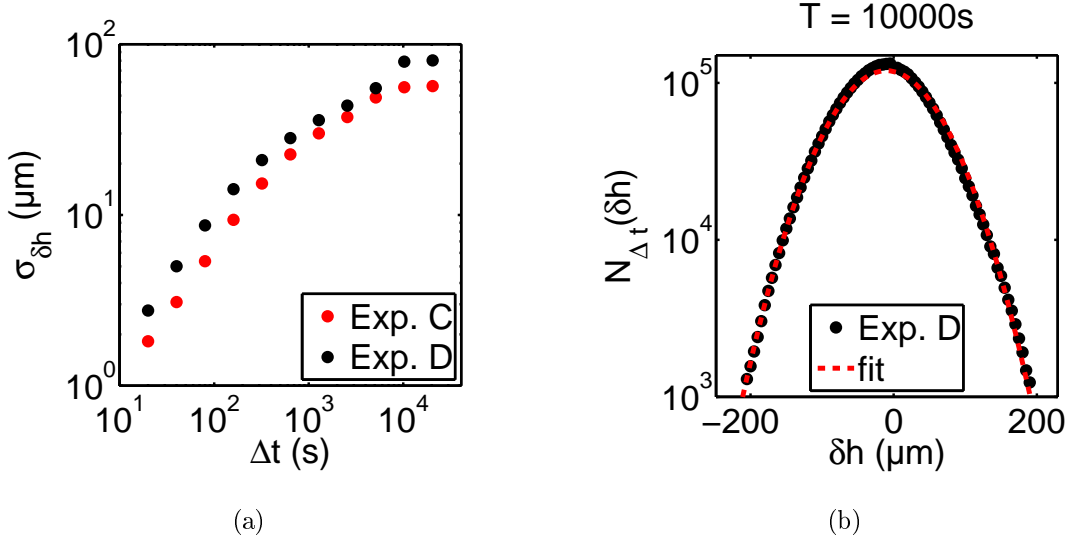 T = 10000s
10²
10¹
10⁰
σ_δh (μm)
Exp. C
Exp. D
10¹ 10² 10³ 10⁴
Δt (s)
(a)
10⁵
10⁴
10³
N_Δ t(δh)
Exp. D
fit
−200 0 200
δh (μm)
(b)